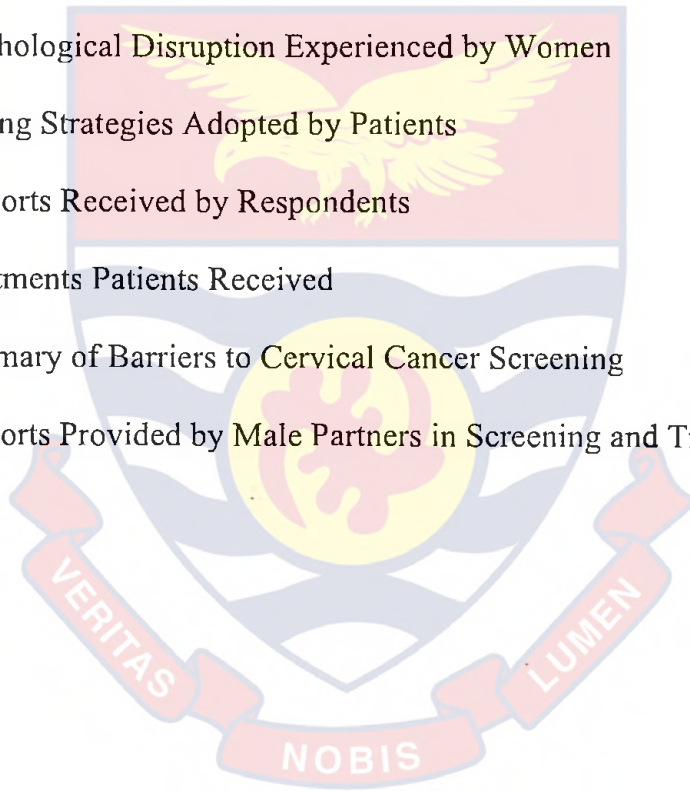 hological Disruption Experienced by Women
ng Strategies Adopted by Patients
orts Received by Respondents
tments Patients Received
mary of Barriers to Cervical Cancer Screening
orts Provided by Male Partners in Screening and T
VERITAS
NOBIS
LUMEN